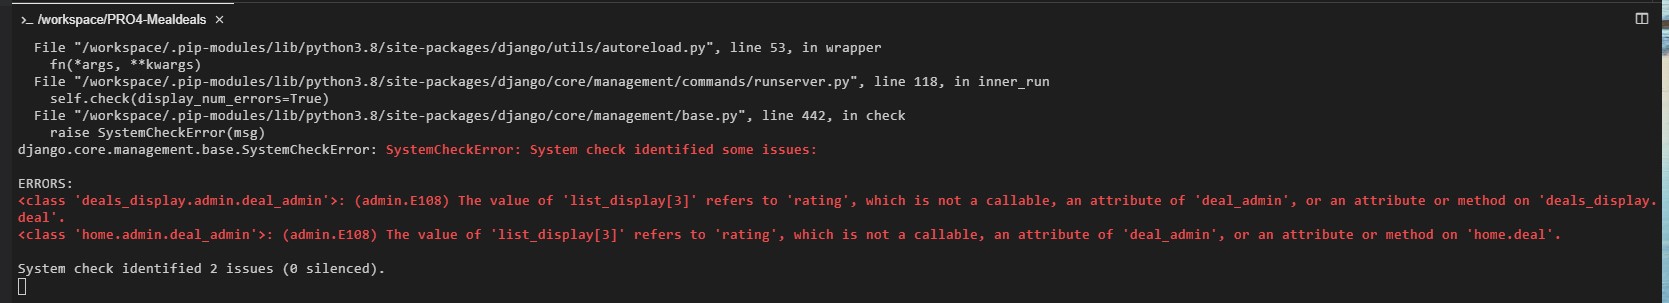 >_ /workspace/PRO4-Mealdeals ×
File "/workspace/.pip-modules/lib/python3.8/site-packages/django/utils/autoreload.py", line 53, in wrapper
fn(*args, **kwargs)
File "/workspace/.pip-modules/lib/python3.8/site-packages/django/core/management/commands/runserver.py", line 118, in inner_run
self.check(display_num_errors=True)
File "/workspace/.pip-modules/lib/python3.8/site-packages/django/core/management/base.py", line 442, in check
raise SystemCheckError(msg)
django.core.management.base.SystemCheckError: SystemCheckError: System check identified some issues:
ERRORS:
<class 'deals_display.admin.deal_admin'>: (admin.E108) The value of 'list_display[3]' refers to 'rating', which is not a callable, an attribute of 'deal_admin', or an attribute or method on 'deals_display.
deal'.
<class 'home.admin.deal_admin'>: (admin.E108) The value of 'list_display[3]' refers to 'rating', which is not a callable, an attribute of 'deal_admin', or an attribute or method on 'home.deal'.
System check identified 2 issues (0 silenced).